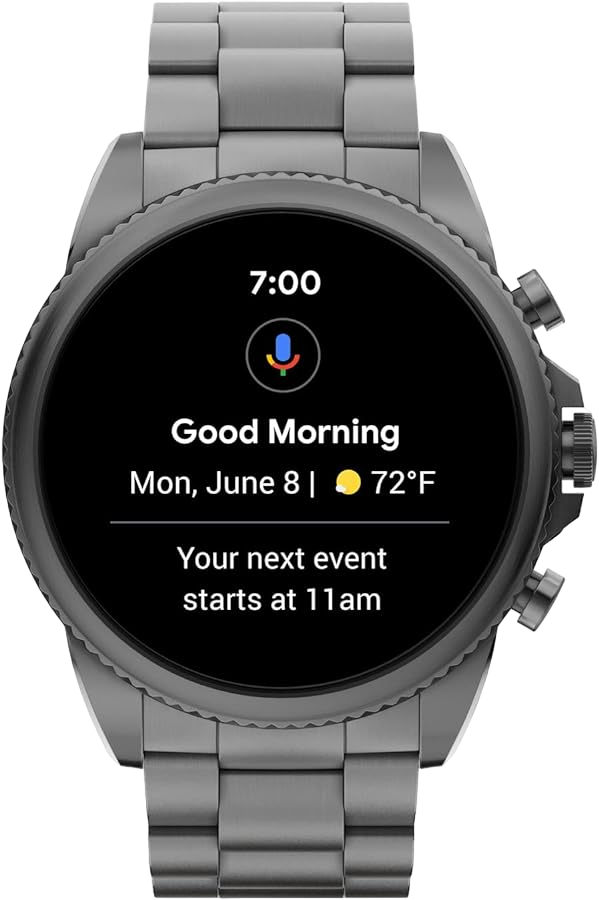 7:00
Good Morning
Mon, June 8 | 72°F
Your next event
starts at 11am